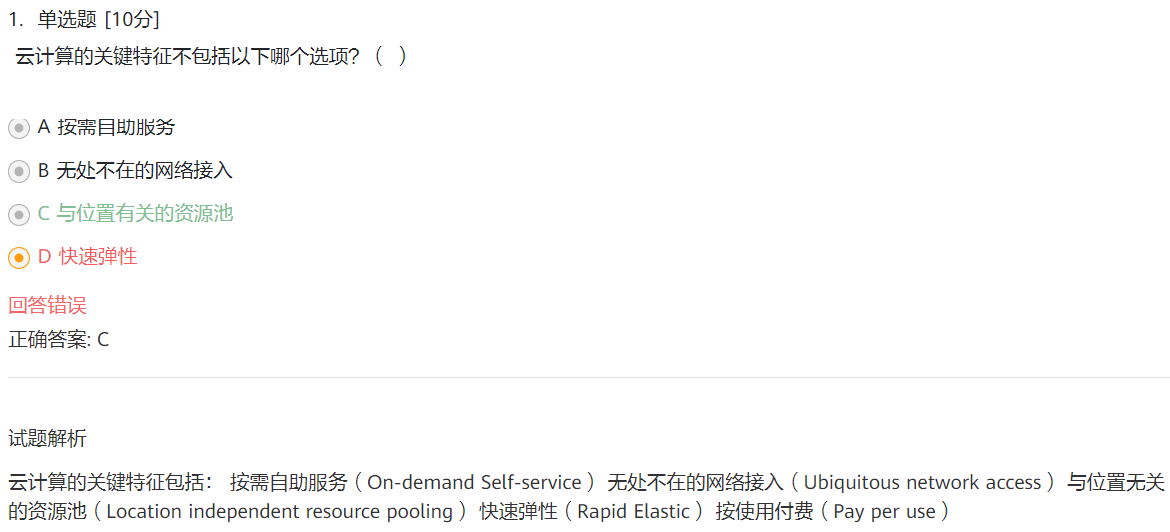 1. 单选题 [10分]
云计算的关键特征不包括以下哪个选项？（ ）
A 按需自助服务
B 无处不在的网络接入
C 与位置有关的资源池
D 快速弹性
回答错误
正确答案: C
试题解析
云计算的关键特征包括： 按需自助服务（On-demand Self-service） 无处不在的网络接入（Ubiquitous network access） 与位置无关
的资源池（Location independent resource pooling） 快速弹性（Rapid Elastic） 按使用付费（Pay per use）